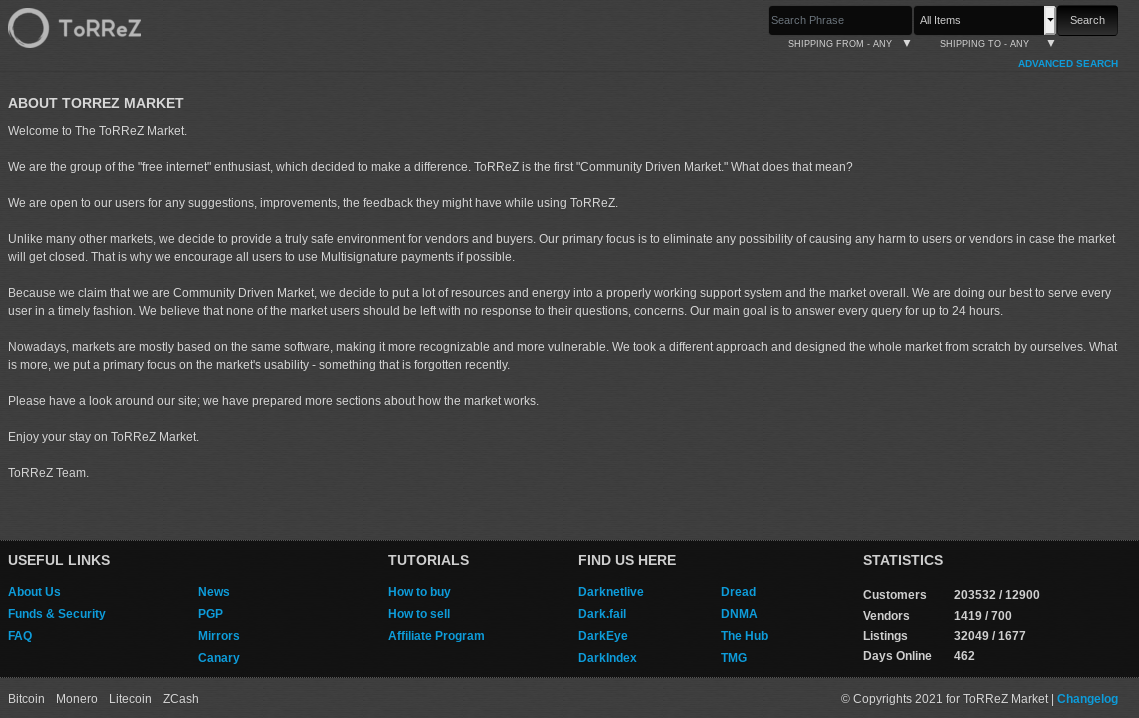 ToRReZ
Search Phrase
All Items
Search
SHIPPING FROM - ANY ▼
SHIPPING TO - ANY ▼
ADVANCED SEARCH
ABOUT TORREZ MARKET
Welcome to The ToRReZ Market.
We are the group of the "free internet" enthusiast, which decided to make a difference. ToRReZ is the first "Community Driven Market." What does that mean?
We are open to our users for any suggestions, improvements, the feedback they might have while using ToRReZ.
Unlike many other markets, we decide to provide a truly safe environment for vendors and buyers. Our primary focus is to eliminate any possibility of causing any harm to users or vendors in case the market
will get closed. That is why we encourage all users to use Multisignature payments if possible.
Because we claim that we are Community Driven Market, we decide to put a lot of resources and energy into a properly working support system and the market overall. We are doing our best to serve every
user in a timely fashion. We believe that none of the market users should be left with no response to their questions, concerns. Our main goal is to answer every query for up to 24 hours.
Nowadays, markets are mostly based on the same software, making it more recognizable and more vulnerable. We took a different approach and designed the whole market from scratch by ourselves. What
is more, we put a primary focus on the market's usability - something that is forgotten recently.
Please have a look around our site; we have prepared more sections about how the market works.
Enjoy your stay on ToRReZ Market.
ToRReZ Team.
USEFUL LINKS
About Us
Funds & Security
FAQ
News
PGP
Mirrors
Canary
TUTORIALS
How to buy
How to sell
Affiliate Program
FIND US HERE
Darknetlive
Dark.fail
DarkEye
DarkIndex
Dread
DNMA
The Hub
TMG
STATISTICS
Customers 203532 / 12900
Vendors 1419 / 700
Listings 32049 / 1677
Days Online 462
Bitcoin Monero Litecoin ZCash
© Copyrights 2021 for ToRReZ Market | Changelog